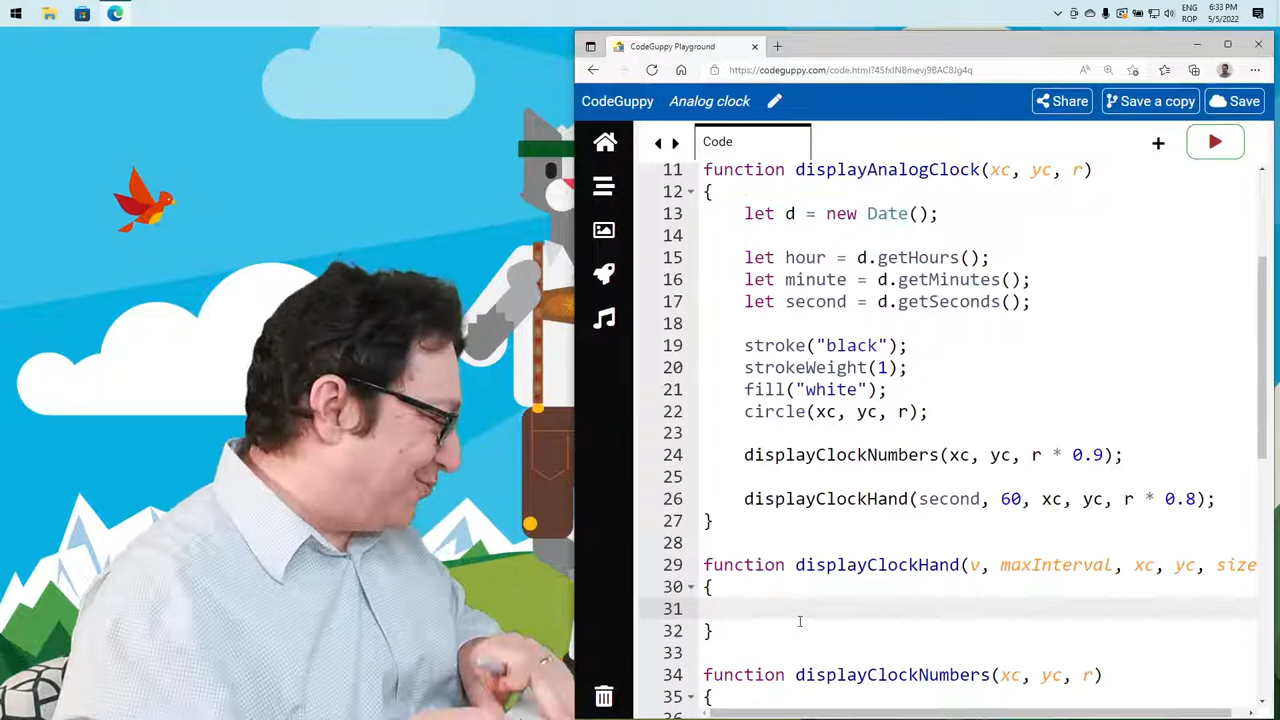 ENG
6:33 PM
ROP
5/5/2022
CodeGuppy Playground
https://codeguppy.com/code.html?45fxlNBmevj9BAC8Jg4q
CodeGuppy
Analog clock
Share
Save a copy
Save
Code
11 function displayAnalogClock(xc, yc, r)
12 {
13 let d = new Date();
14
15 let hour = d.getHours();
16 let minute = d.getMinutes();
17 let second = d.getSeconds();
18
19 stroke("black");
20 strokeWeight(1);
21 fill("white");
22 circle(xc, yc, r);
23
24 displayClockNumbers(xc, yc, r * 0.9);
25
26 displayClockHand(second, 60, xc, yc, r * 0.8);
27 }
28
29 function displayClockHand(v, maxInterval, xc, yc, size
30 {
31
32 }
33
34 function displayClockNumbers(xc, yc, r)
35 {